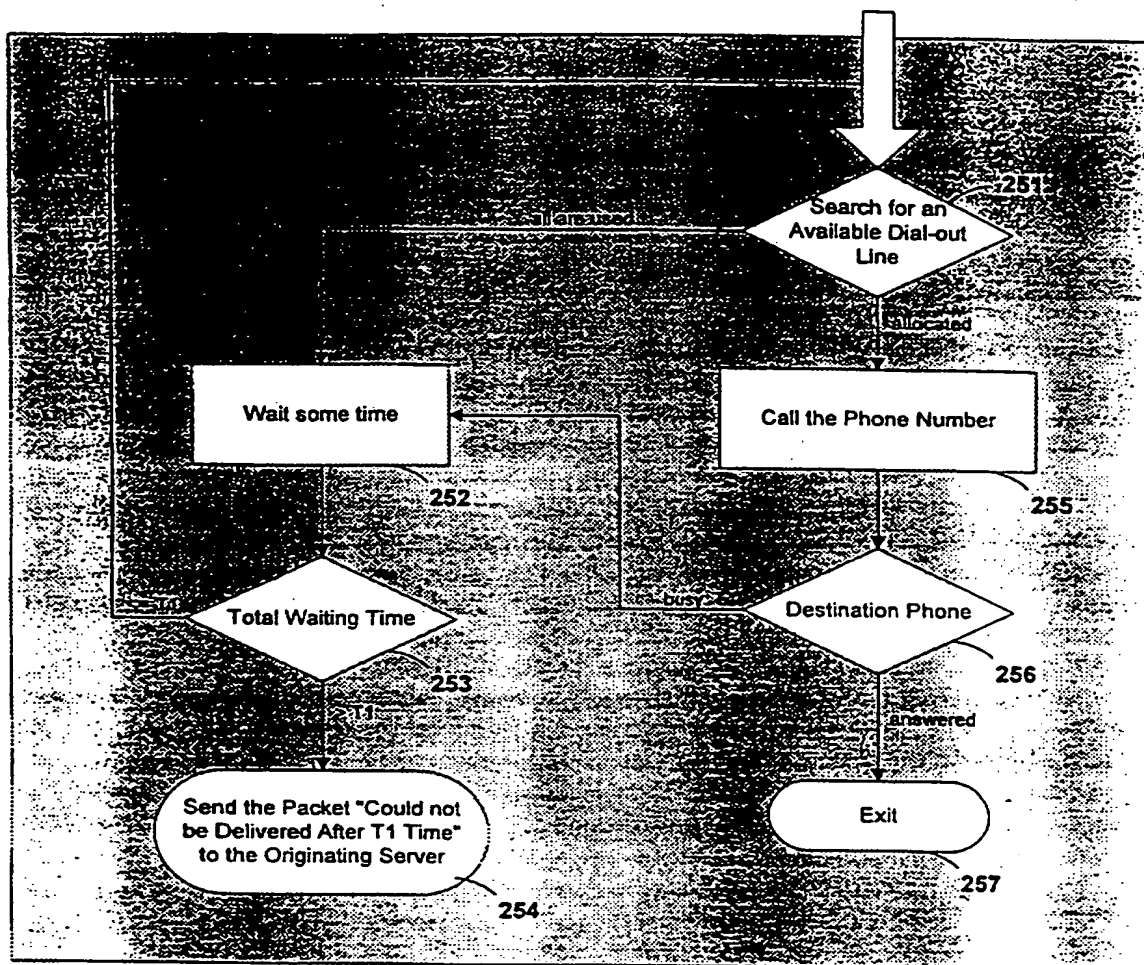 251
Search for an
Available Dial-out
Line
are used
allocated
Wait some time
252
Call the Phone Number
255
Total Waiting Time
253
busy
Destination Phone
256
T1
answered
Send the Packet "Could not
be Delivered After T1 Time"
to the Originating Server
254
Exit
257